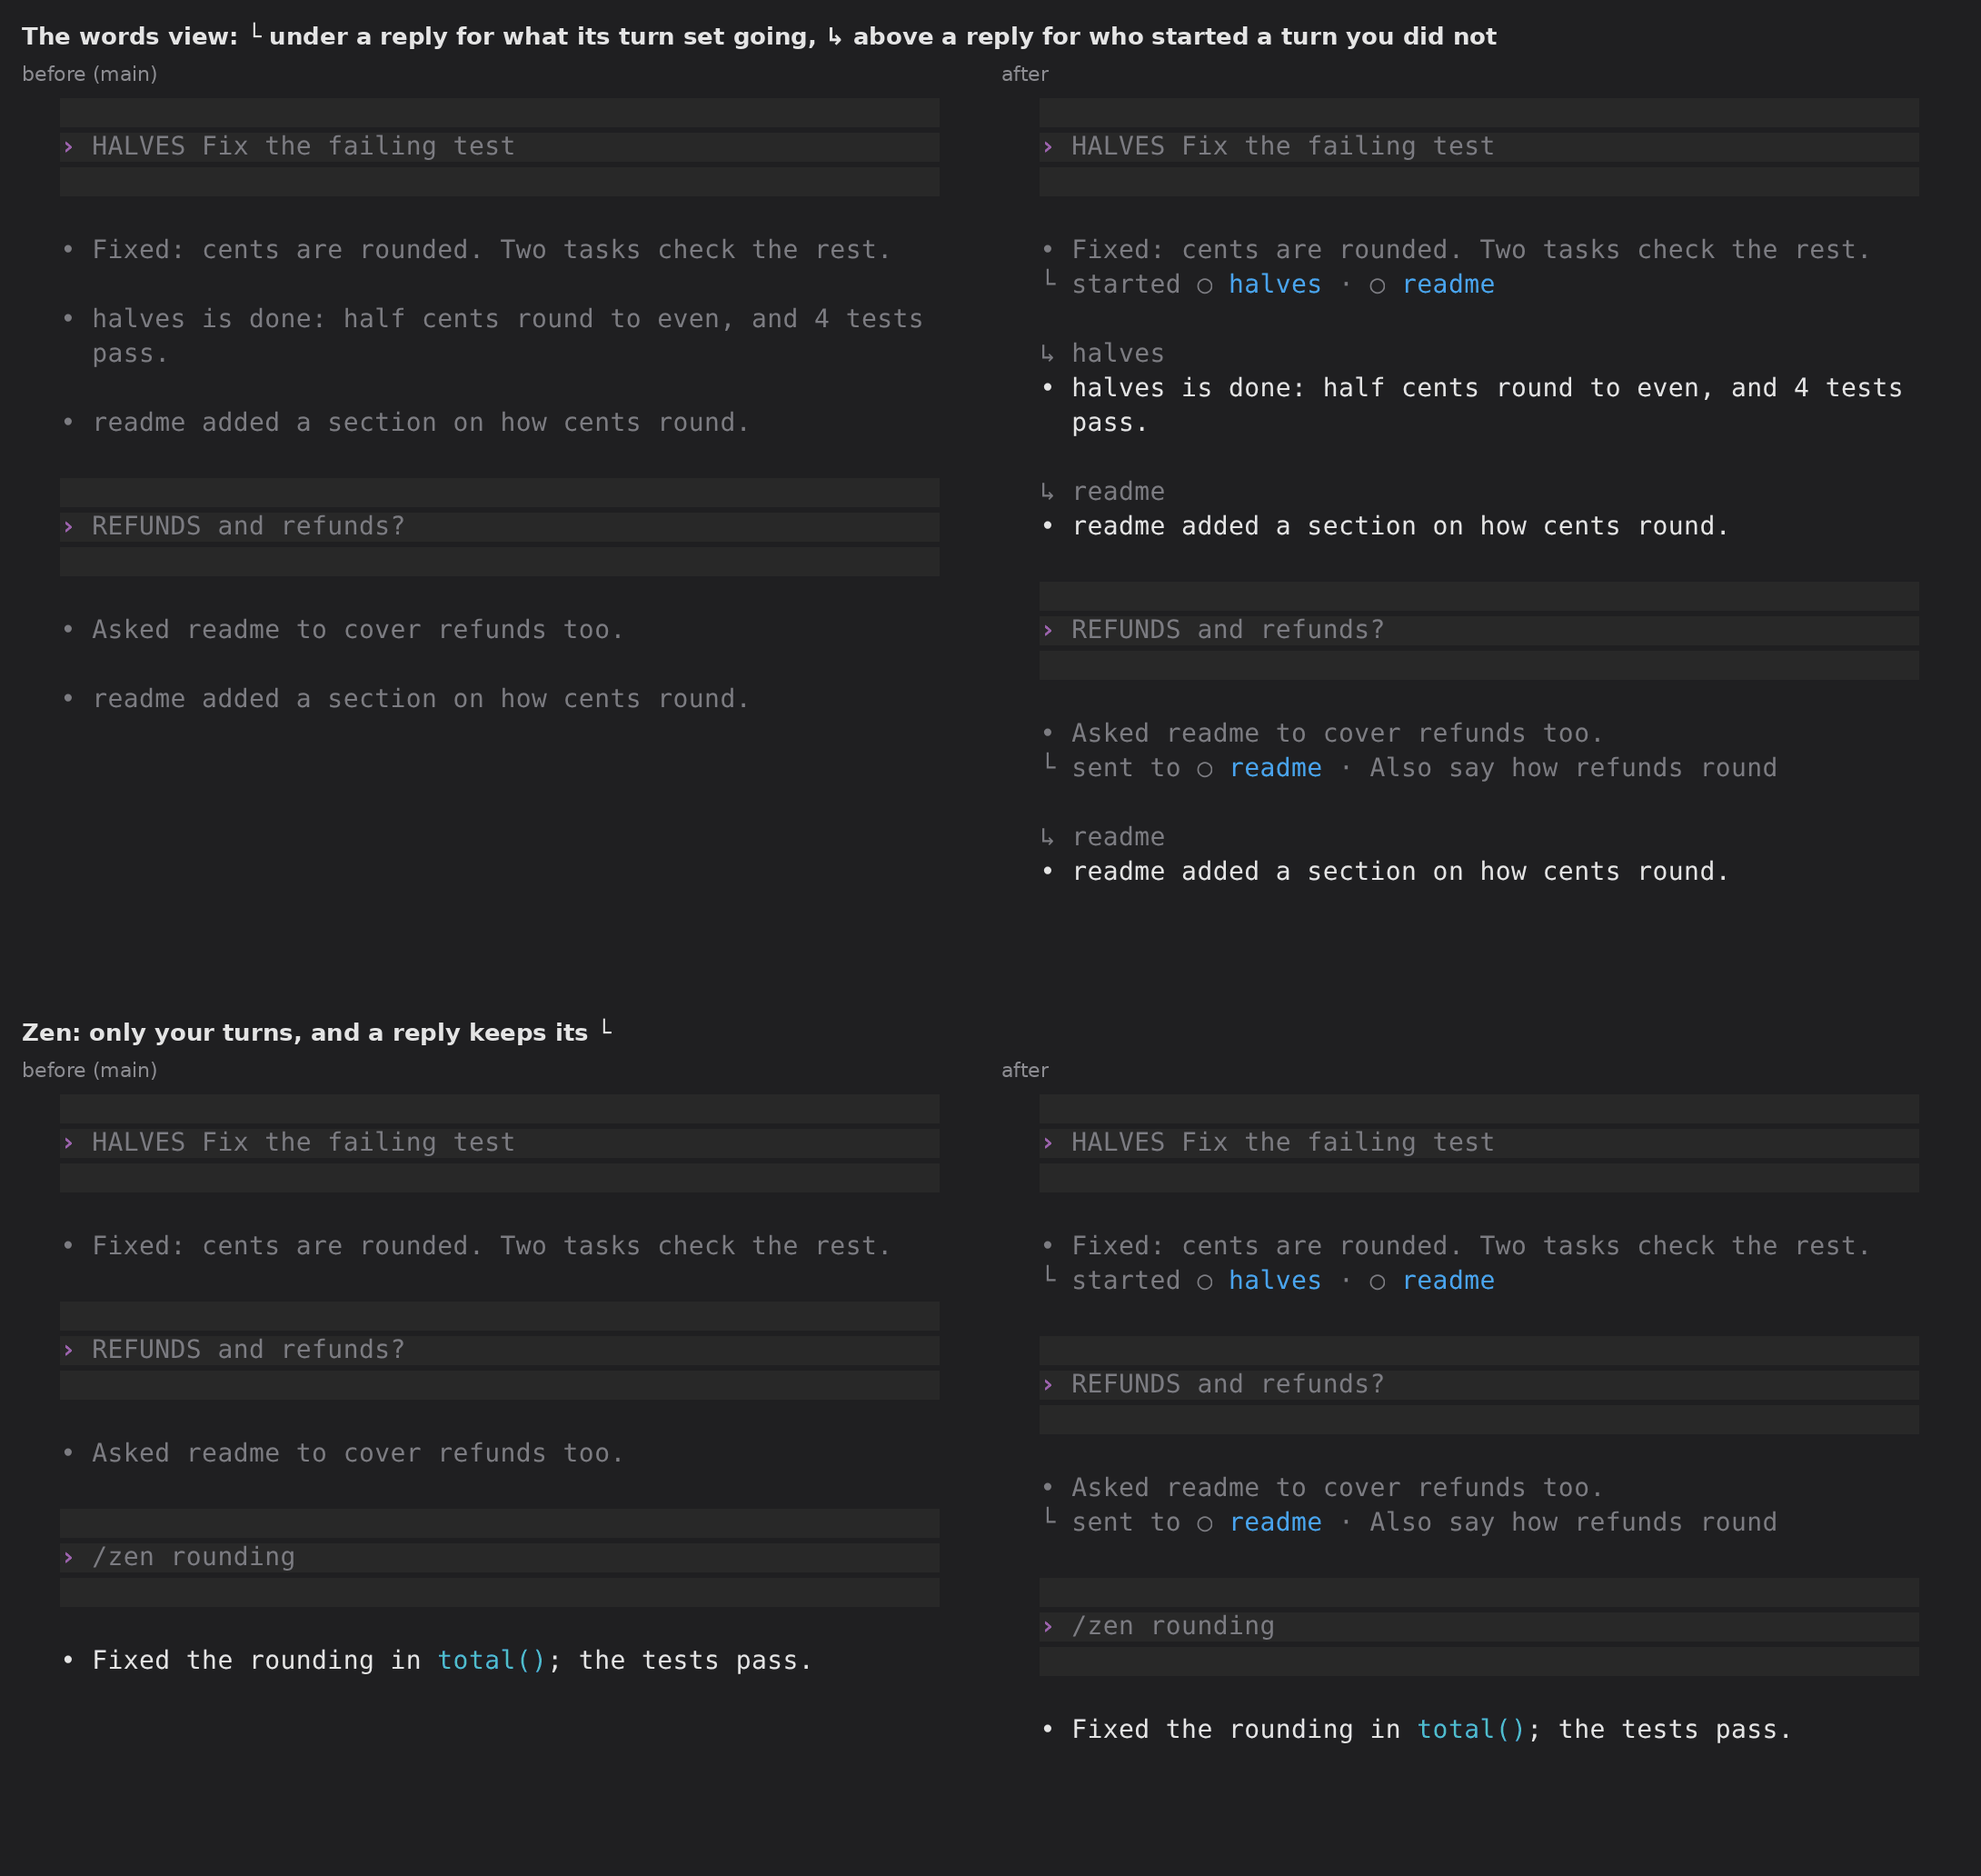 The words view: └ under a reply for what its turn set going, ↳ above a reply for who started a turn you did not
before (main)
› HALVES Fix the failing test
• Fixed: cents are rounded. Two tasks check the rest.
• halves is done: half cents round to even, and 4 tests
pass.
• readme added a section on how cents round.
› REFUNDS and refunds?
• Asked readme to cover refunds too.
• readme added a section on how cents round.
after
› HALVES Fix the failing test
• Fixed: cents are rounded. Two tasks check the rest.
└ started ○ halves · ○ readme
↳ halves
• halves is done: half cents round to even, and 4 tests
pass.
↳ readme
• readme added a section on how cents round.
› REFUNDS and refunds?
• Asked readme to cover refunds too.
└ sent to ○ readme · Also say how refunds round
↳ readme
• readme added a section on how cents round.
Zen: only your turns, and a reply keeps its └
before (main)
› HALVES Fix the failing test
• Fixed: cents are rounded. Two tasks check the rest.
› REFUNDS and refunds?
• Asked readme to cover refunds too.
› /zen rounding
• Fixed the rounding in total(); the tests pass.
after
› HALVES Fix the failing test
• Fixed: cents are rounded. Two tasks check the rest.
└ started ○ halves · ○ readme
› REFUNDS and refunds?
• Asked readme to cover refunds too.
└ sent to ○ readme · Also say how refunds round
› /zen rounding
• Fixed the rounding in total(); the tests pass.